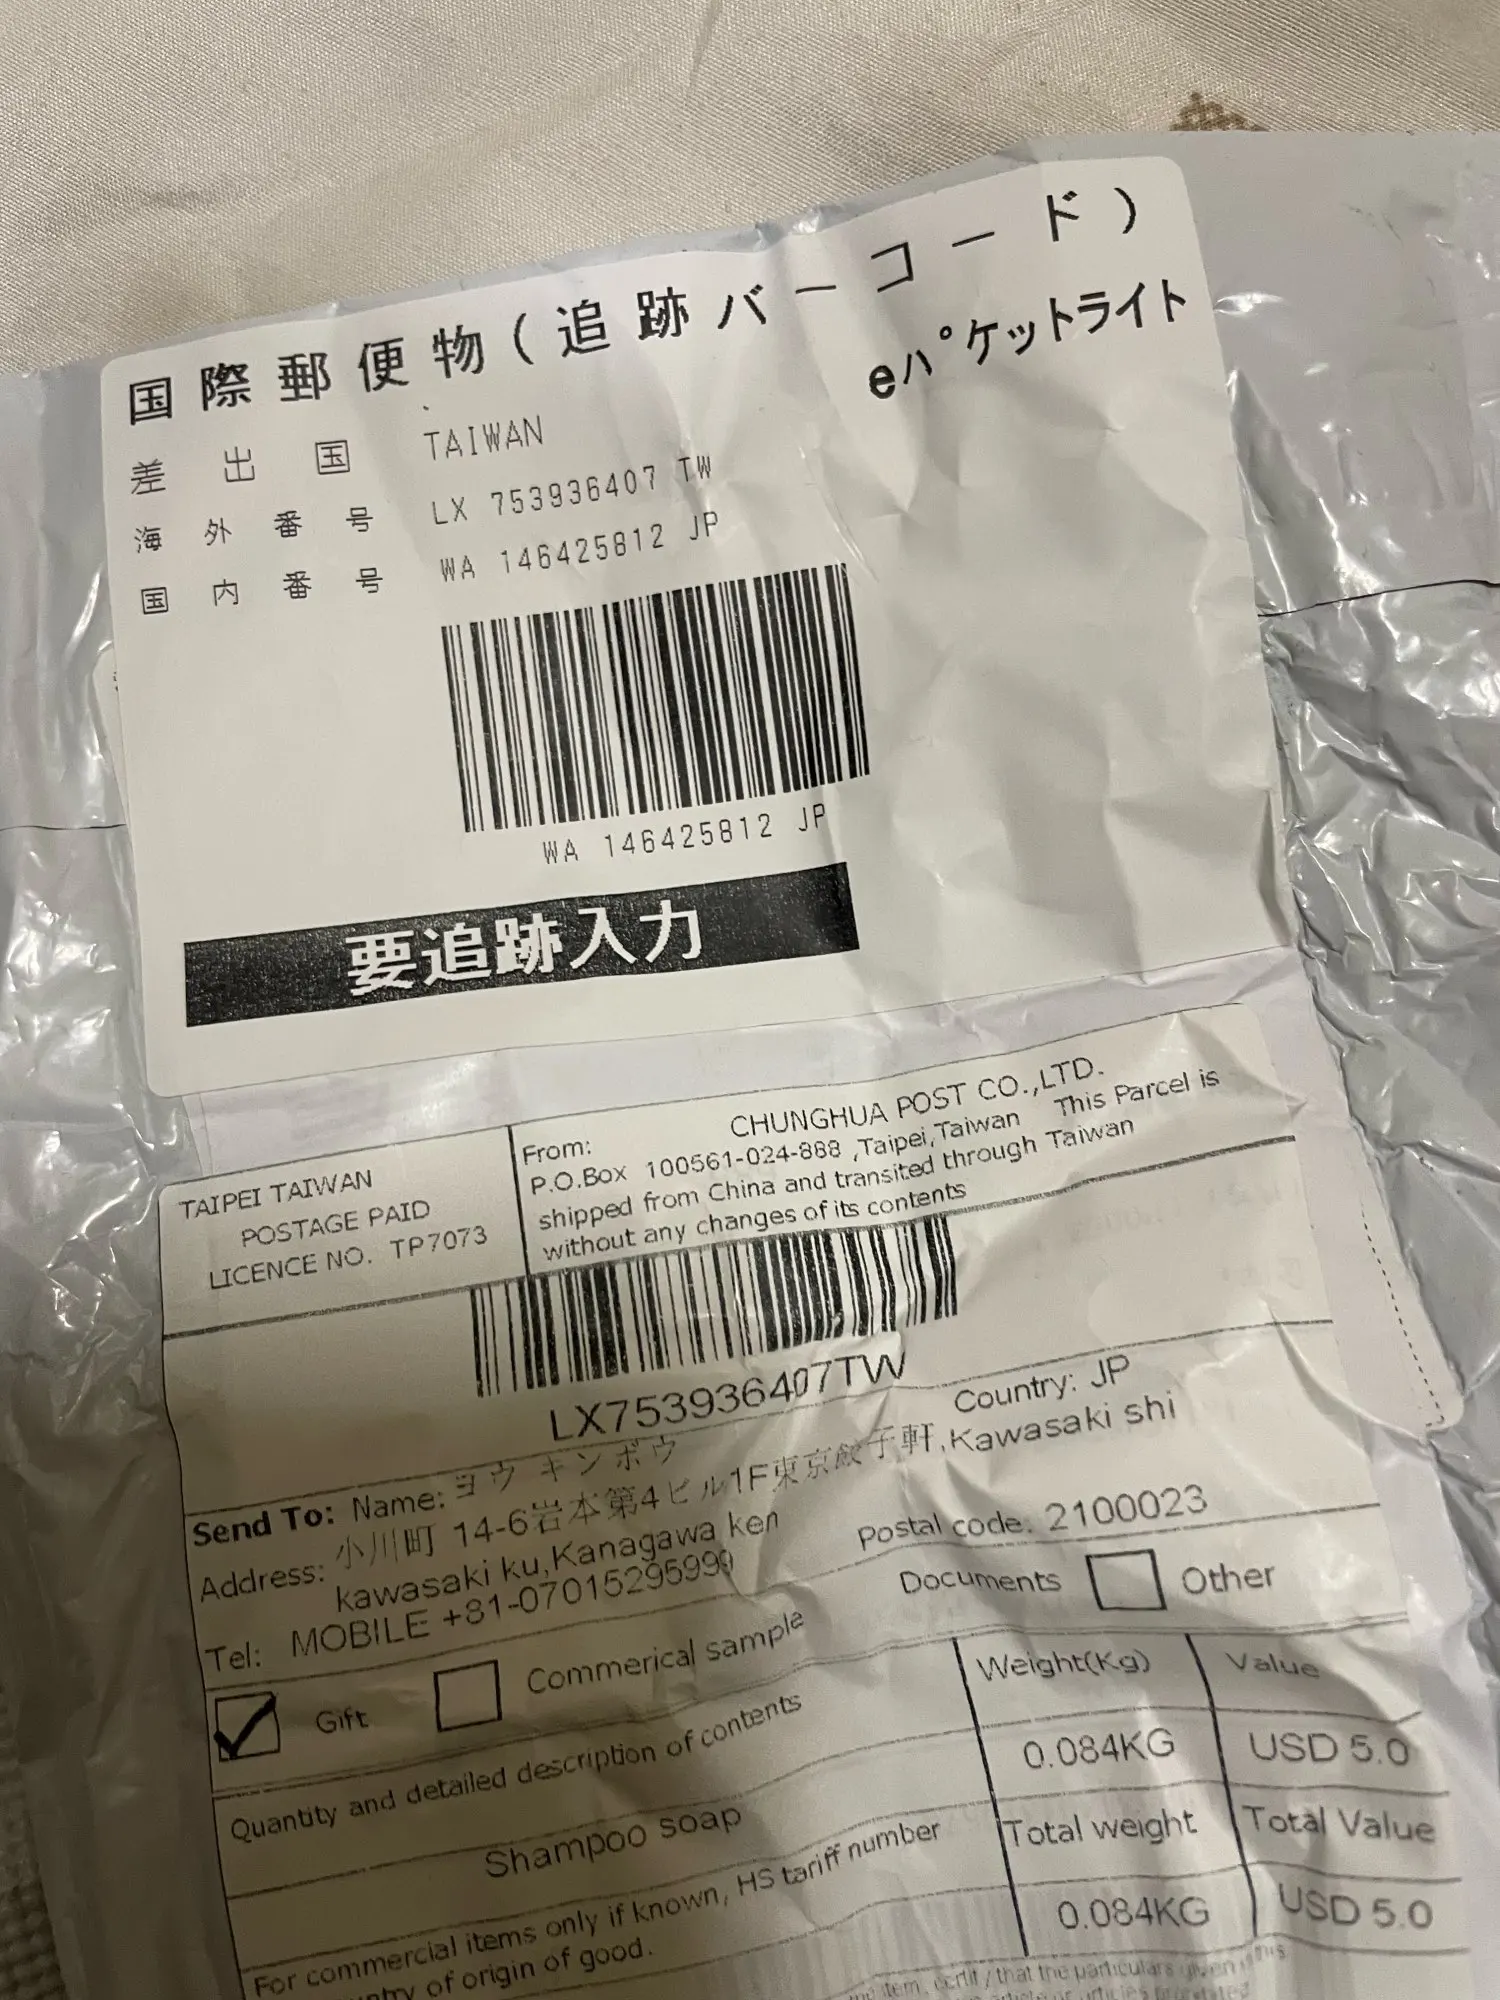 国際郵便物(追跡バーコード)
eパケットライト
差出国 TAIWAN
海外番号 LX 753936407 TW
国内番号 WA 146425812 JP
WA 146425812 JP
要追跡入力
TAIPEI TAIWAN
POSTAGE PAID
LICENCE NO. TP7073
From: CHUNGHUA POST CO.,LTD.
P.O.Box 100561-024-888 ,Taipei,Taiwan This Parcel is
shipped from China and transited through Taiwan
without any changes of its contents
LX753936407TW
Send To: Name: ヨウ キンボウ Country: JP
Address: 小川町 14-6岩本第4ビル1F東京餃子軒,Kawasaki shi
kawasaki ku,Kanagawa ken Postal code: 2100023
Tel: MOBILE +81-07015295999
Gift Commerical sample Documents Other
Quantity and detailed description of contents Weight(Kg) Value
Shampoo soap 0.084KG USD 5.0
For commercial items only if known, HS tariff number Total weight Total Value
of origin of good. 0.084KG USD 5.0
that the particulars given